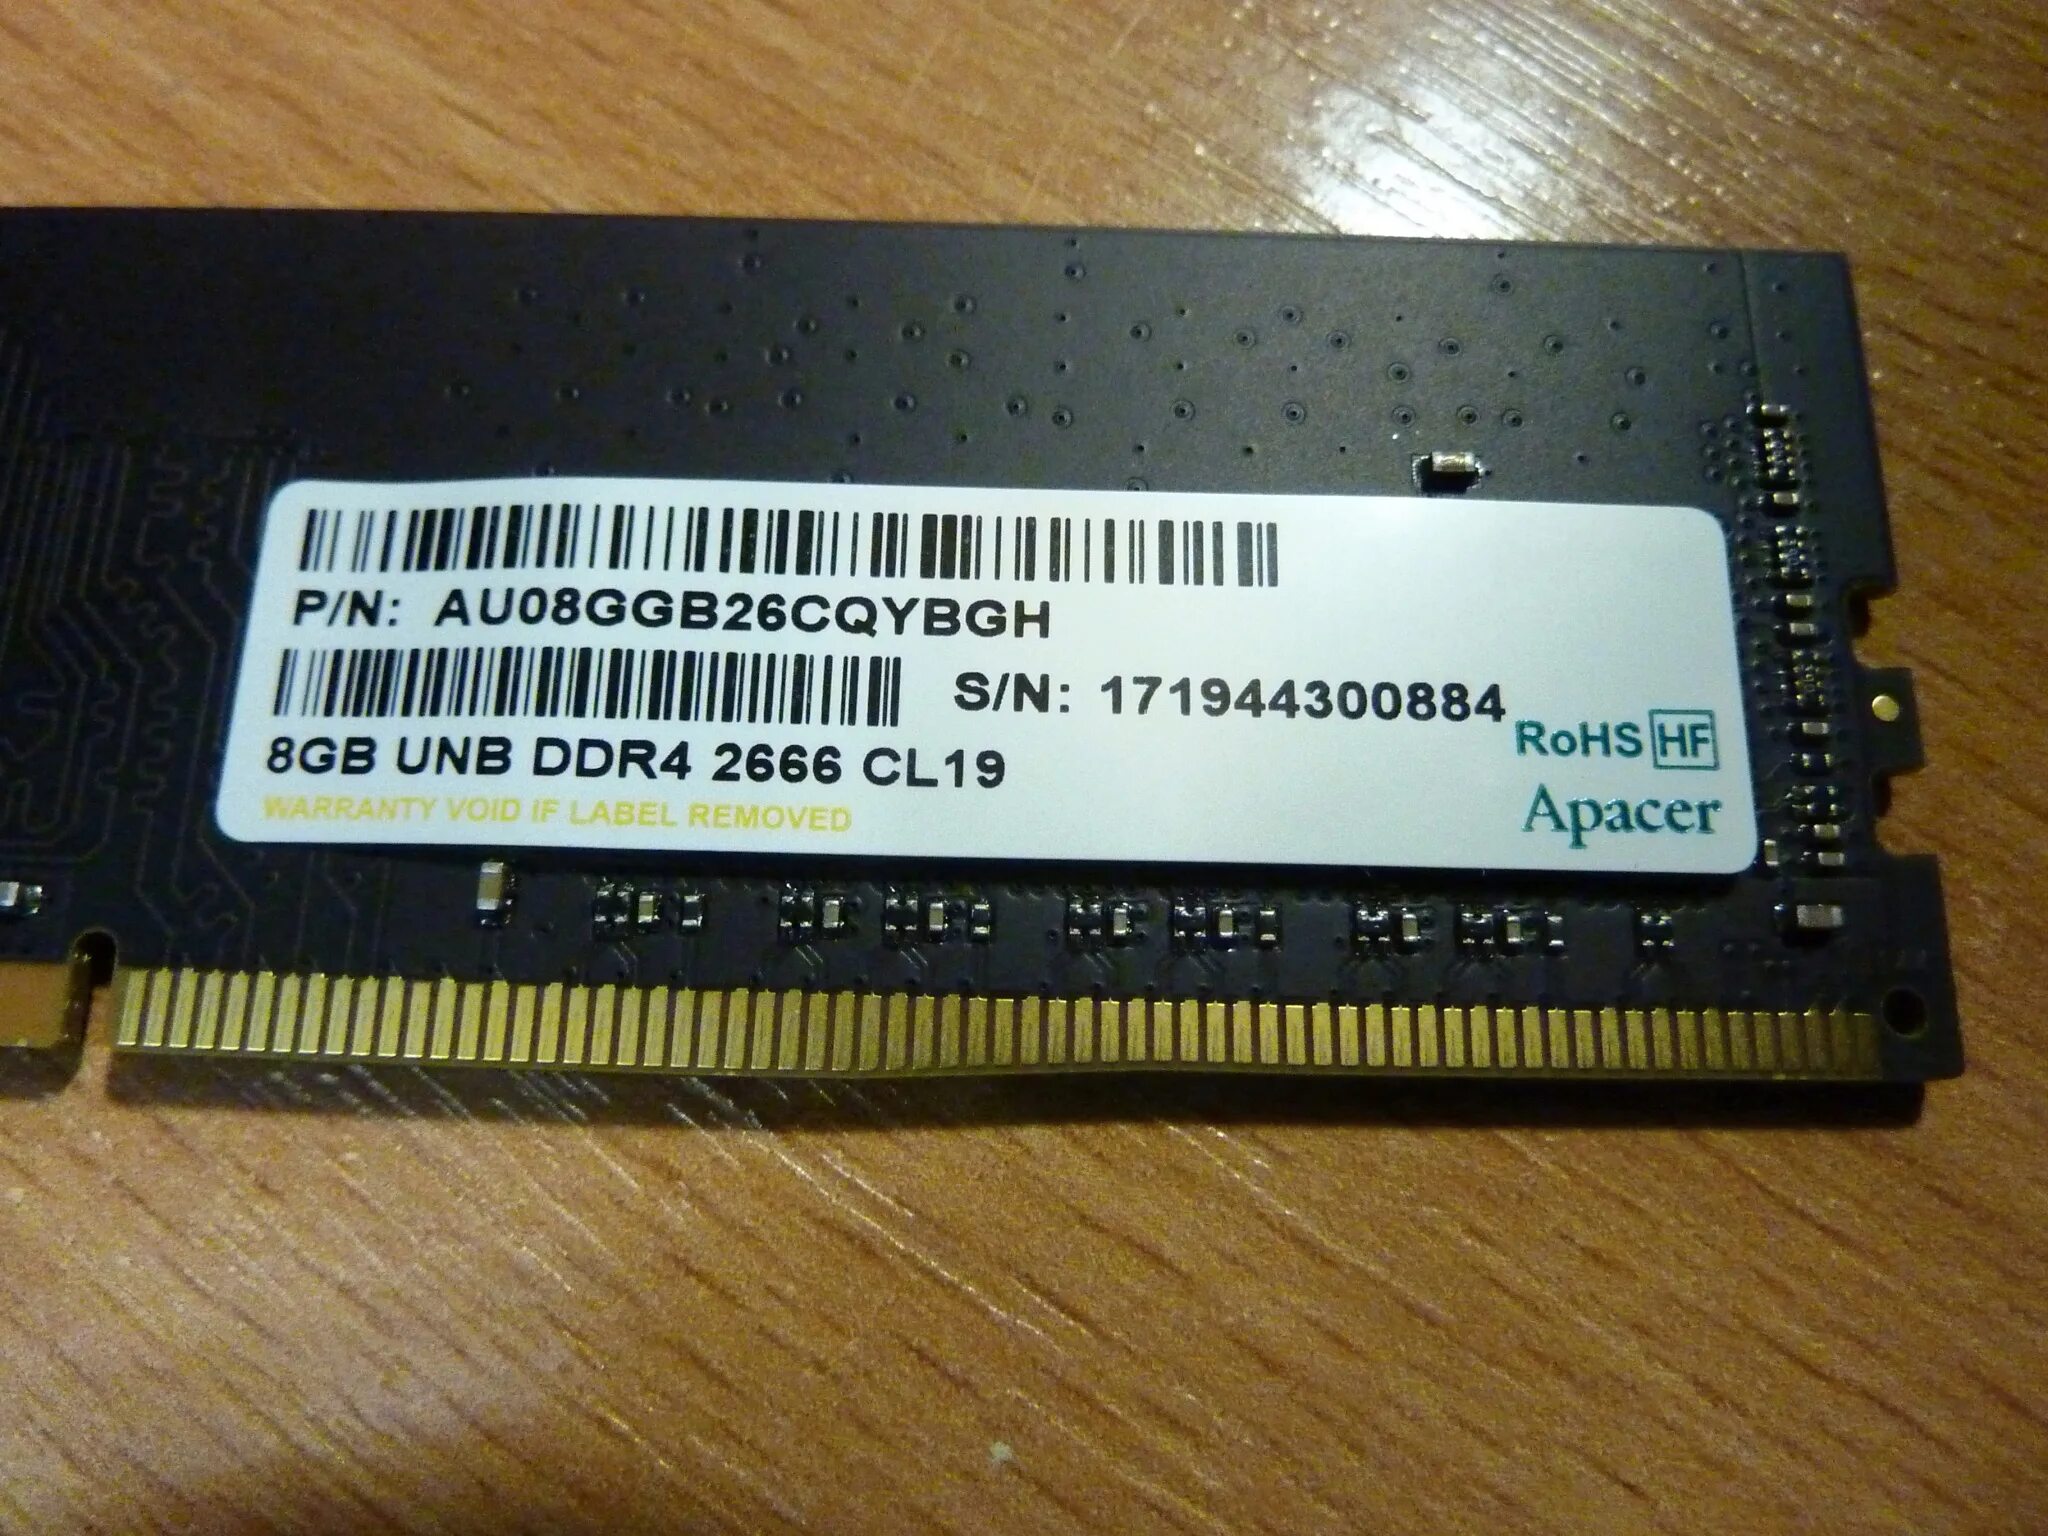 P/N: AU08GGB26CQYBGH
S/N: 171944300884
8GB UNB DDR4 2666 CL19
WARRANTY VOID IF LABEL REMOVED
RoHS HF
Apacer